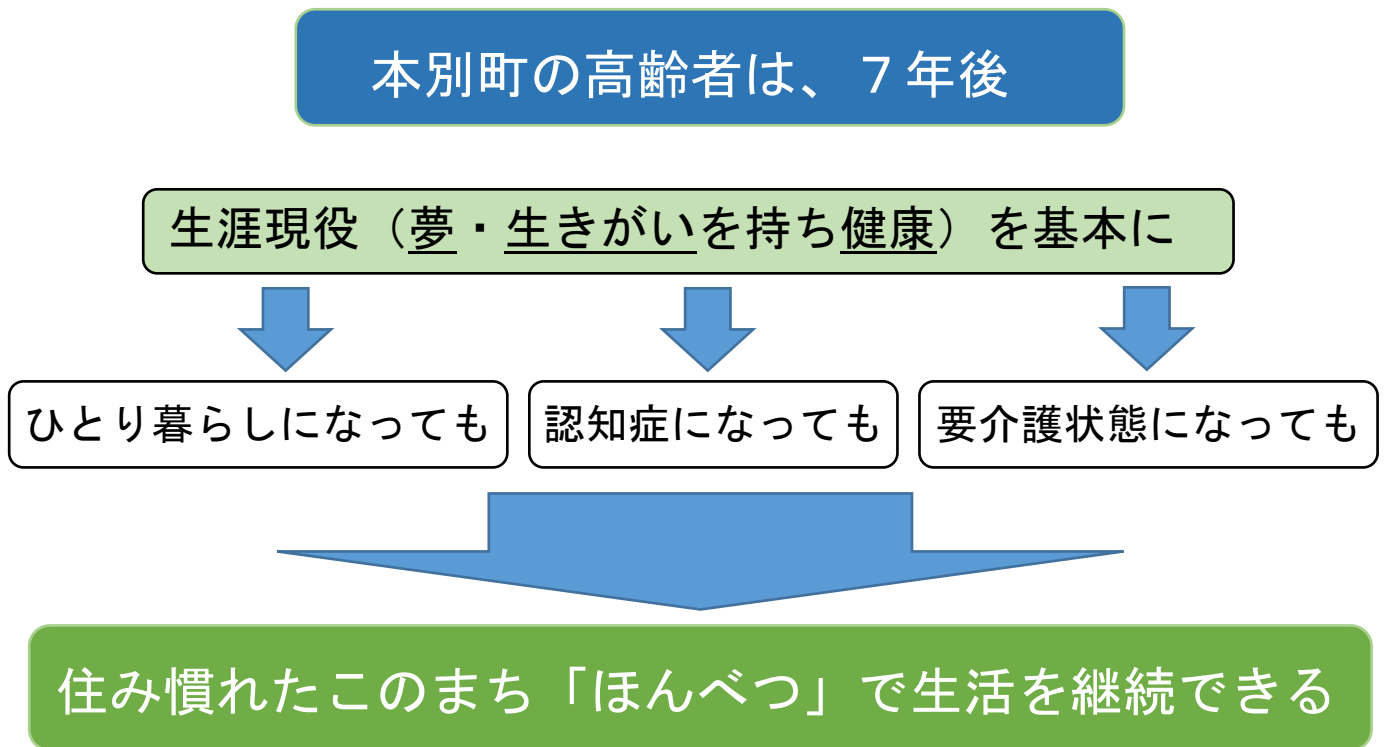 本別町の高齢者は、７年後
生涯現役（夢・生きがいを持ち健康）を基本に
ひとり暮らしになっても
認知症になっても
要介護状態になっても
住み慣れたこのまち「ほんべつ」で生活を継続できる